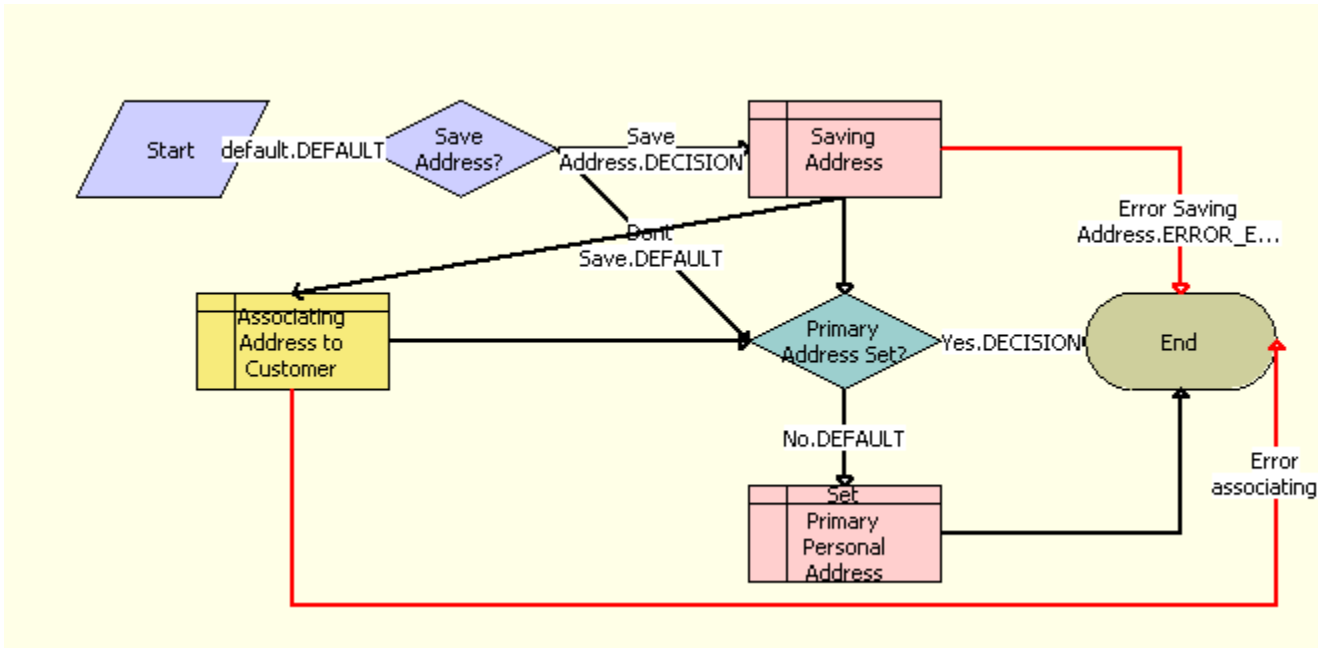 Start
default.DEFAULT
Save
Address?
Save
Address.DECISION
Saving
Address
Dont
Save.DEFAULT
Error Saving
Address.ERROR_E...
Associating
Address to
Customer
Primary
Address Set?
Yes.DECISION
End
No.DEFAULT
Error
associating
Set
Primary
Personal
Address